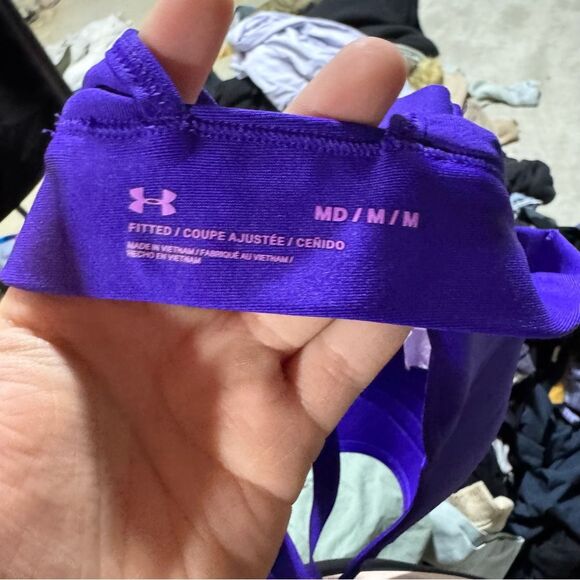 MD / M / M
FITTED / COUPE AJUSTÉE / CEÑIDO
MADE IN VIETNAM / FABRIQUÉ AU VIETNAM /
HECHO EN VIETNAM